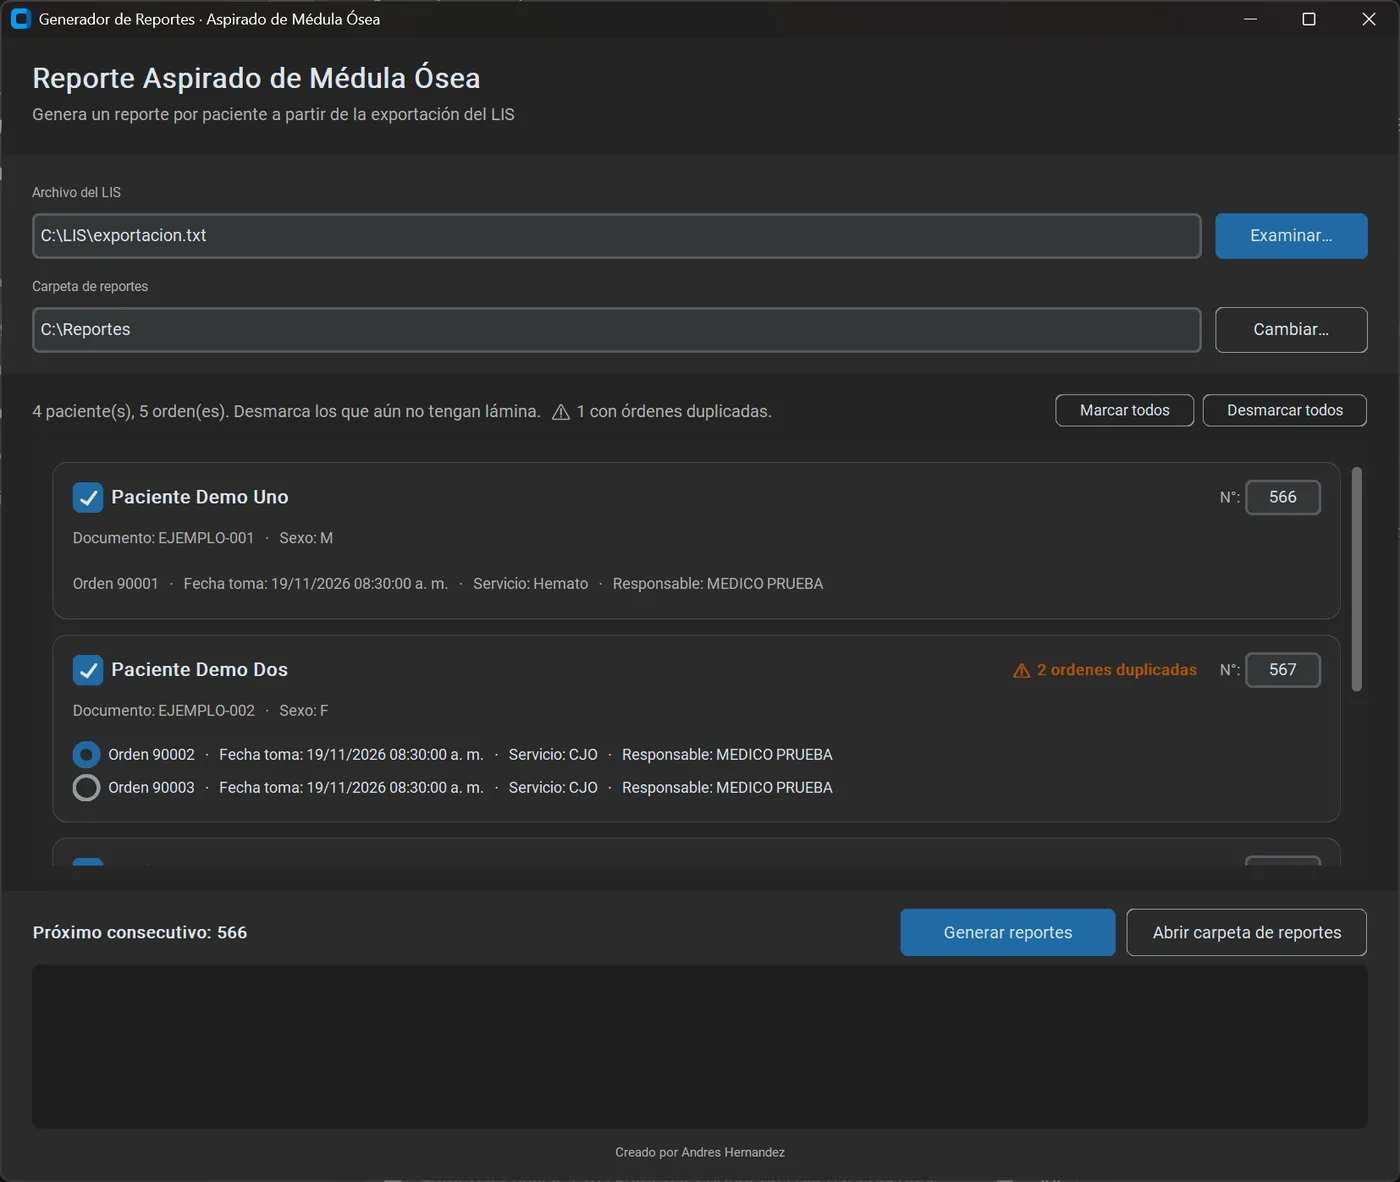 Generador de Reportes · Aspirado de Médula Ósea
Reporte Aspirado de Médula Ósea
Genera un reporte por paciente a partir de la exportación del LIS
Archivo del LIS
C:\LIS\exportacion.txt
Examinar...
Carpeta de reportes
C:\Reportes
Cambiar...
4 paciente(s), 5 orden(es). Desmarca los que aún no tengan lámina. ⚠ 1 con órdenes duplicadas.
Marcar todos
Desmarcar todos
Paciente Demo Uno
N°: 566
Documento: EJEMPLO-001 · Sexo: M
Orden 90001 · Fecha toma: 19/11/2026 08:30:00 a. m. · Servicio: Hemato · Responsable: MEDICO PRUEBA
Paciente Demo Dos
⚠ 2 ordenes duplicadas
N°: 567
Documento: EJEMPLO-002 · Sexo: F
Orden 90002 · Fecha toma: 19/11/2026 08:30:00 a. m. · Servicio: CJO · Responsable: MEDICO PRUEBA
Orden 90003 · Fecha toma: 19/11/2026 08:30:00 a. m. · Servicio: CJO · Responsable: MEDICO PRUEBA
Próximo consecutivo: 566
Generar reportes
Abrir carpeta de reportes
Creado por Andres Hernandez